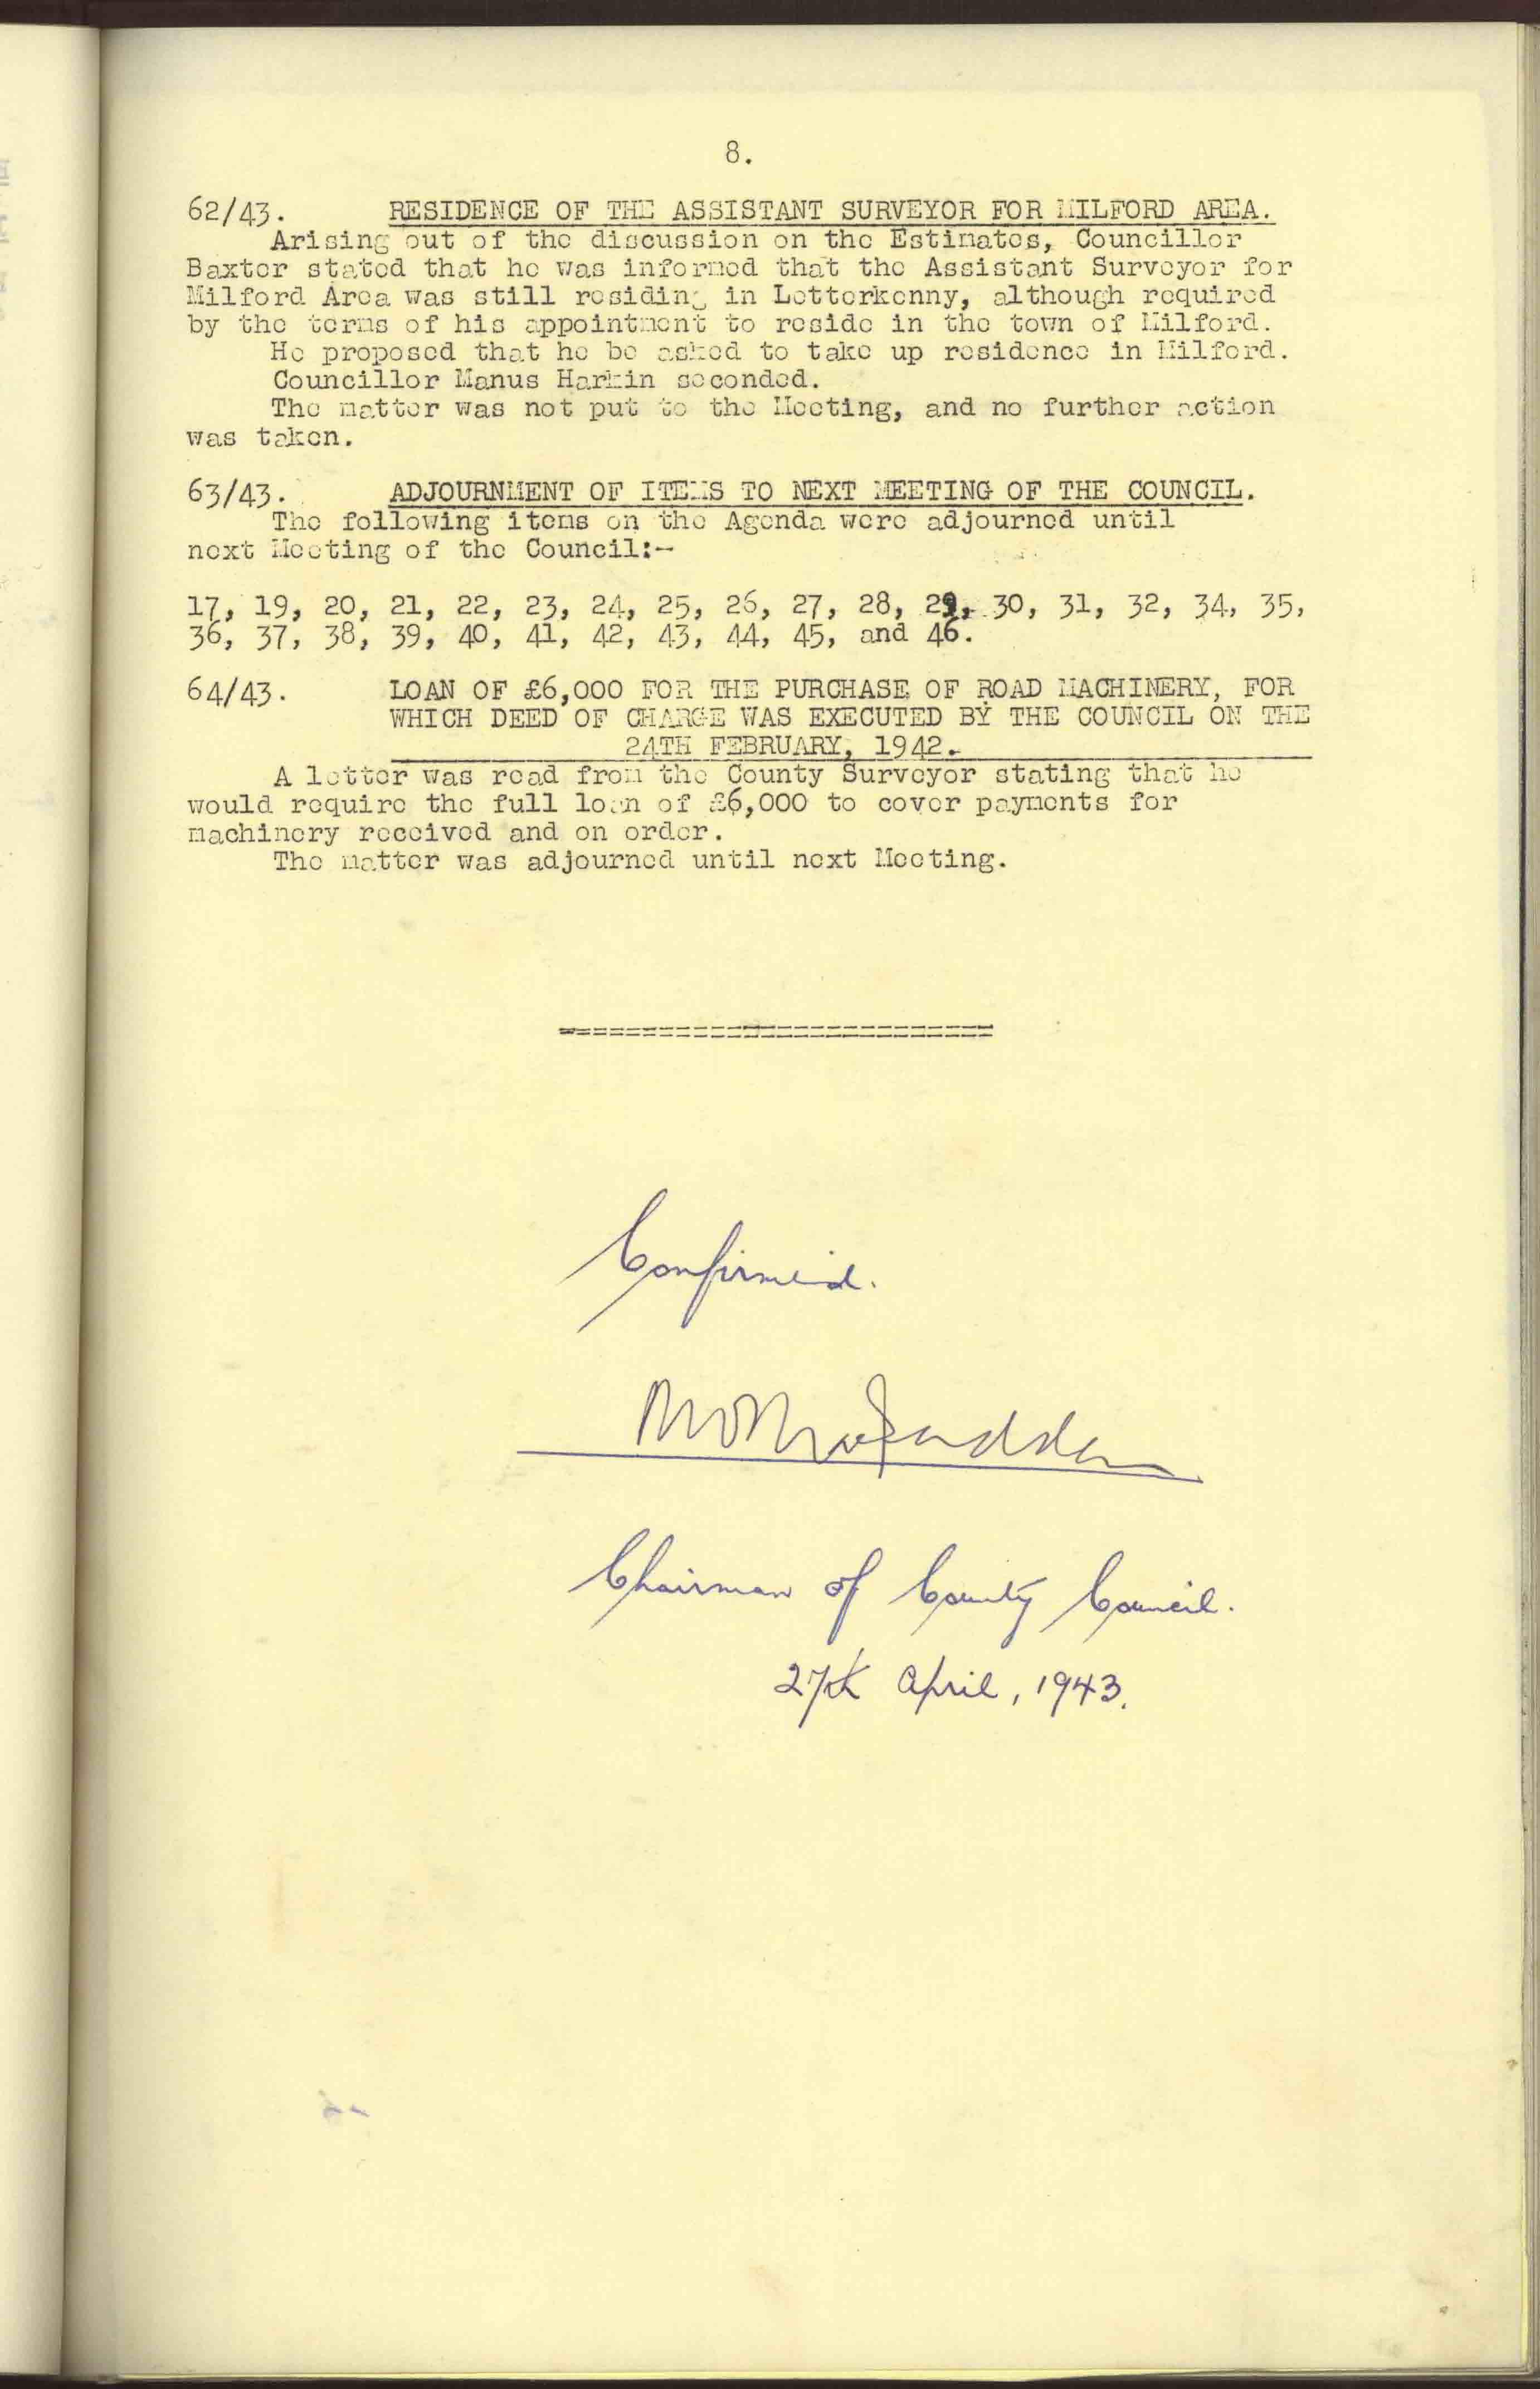 8.
62/43. RESIDENCE OF THE ASSISTANT SURVEYOR FOR MILFORD AREA.
Arising out of the discussion on the Estimates, Councillor
Baxter stated that he was informed that the Assistant Surveyor for
Milford Area was still residing in Letterkenny, although required
by the terms of his appointment to reside in the town of Milford.
He proposed that he be asked to take up residence in Milford.
Councillor Manus Harkin seconded.
The matter was not put to the Meeting, and no further action
was taken.
63/43. ADJOURNMENT OF ITEMS TO NEXT MEETING OF THE COUNCIL.
The following items on the Agenda were adjourned until
next Meeting of the Council:-
17, 19, 20, 21, 22, 23, 24, 25, 26, 27, 28, 29, 30, 31, 32, 34, 35,
36, 37, 38, 39, 40, 41, 42, 43, 44, 45, and 46.
64/43. LOAN OF £6,000 FOR THE PURCHASE OF ROAD MACHINERY, FOR
WHICH DEED OF CHARGE WAS EXECUTED BY THE COUNCIL ON THE
24TH FEBRUARY, 1942.
A letter was read from the County Surveyor stating that he
would require the full loan of £6,000 to cover payments for
machinery received and on order.
The matter was adjourned until next Meeting.
Confirmed.
Chairman of County Council.
27th April, 1943.